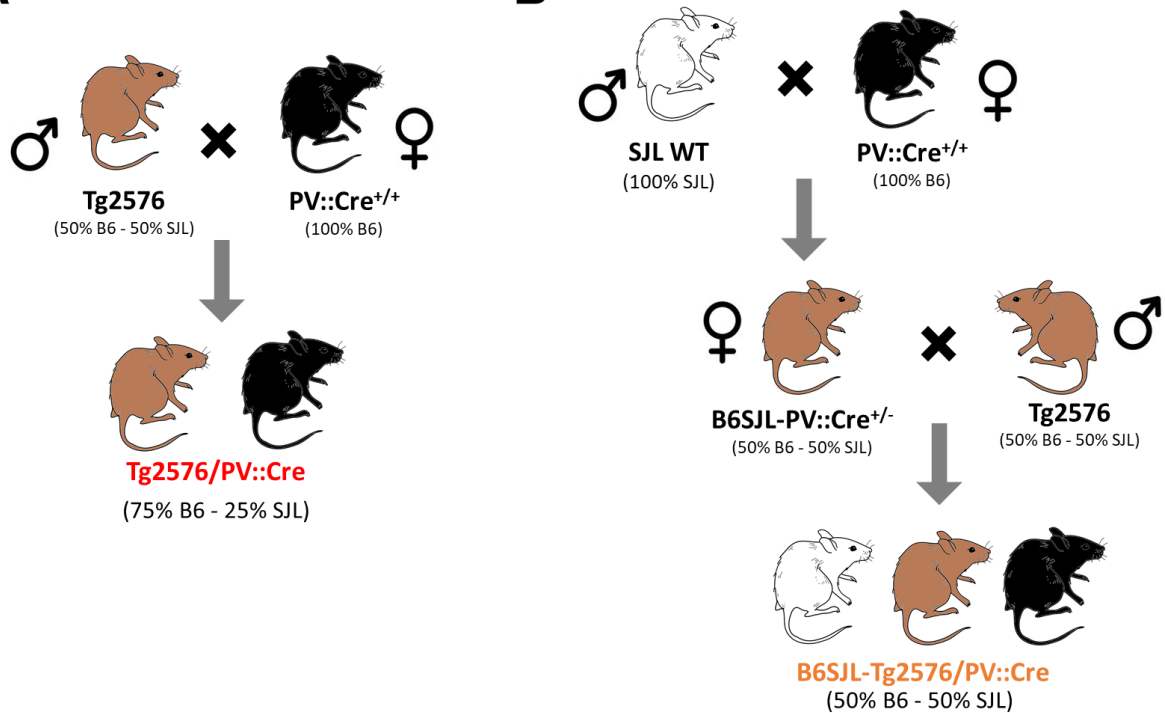 Tg2576
(50% B6 - 50% SJL)
PV::Cre+/+
(100% B6)
Tg2576/PV::Cre
(75% B6 - 25% SJL)
SJL WT
(100% SJL)
PV::Cre+/+
(100% B6)
B6SJL-PV::Cre+/-
(50% B6 - 50% SJL)
Tg2576
(50% B6 - 50% SJL)
B6SJL-Tg2576/PV::Cre
(50% B6 - 50% SJL)